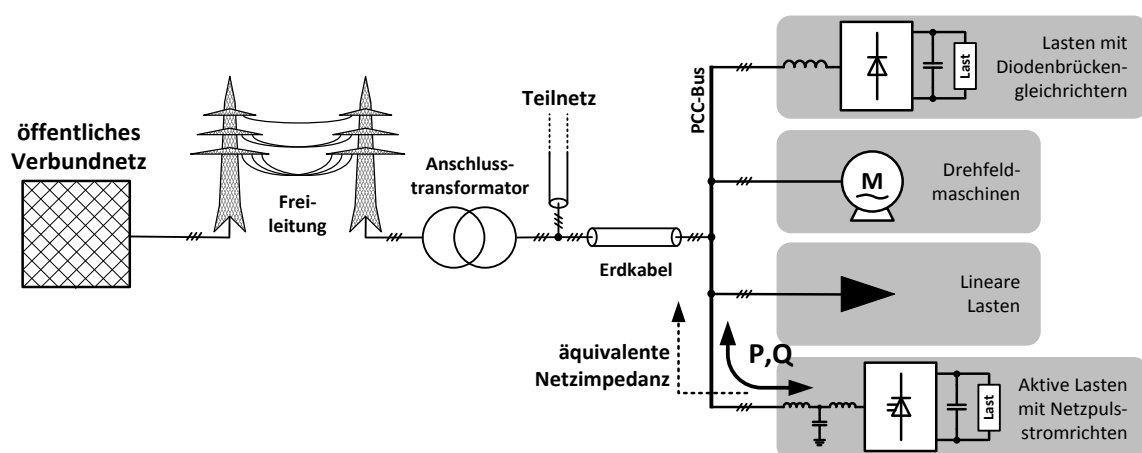 öffentliches
Verbundnetz
Frei-
leitung
Anschluss-
transformator
Teilnetz
Erdkabel
PCC-Bus
äquivalente
Netzimpedanz
P,Q
Last
Lasten mit
Diodenbrücken-
gleichrichtern
M
Drehfeld-
maschinen
Lineare
Lasten
Last
Aktive Lasten
mit Netzpuls-
stromrichten